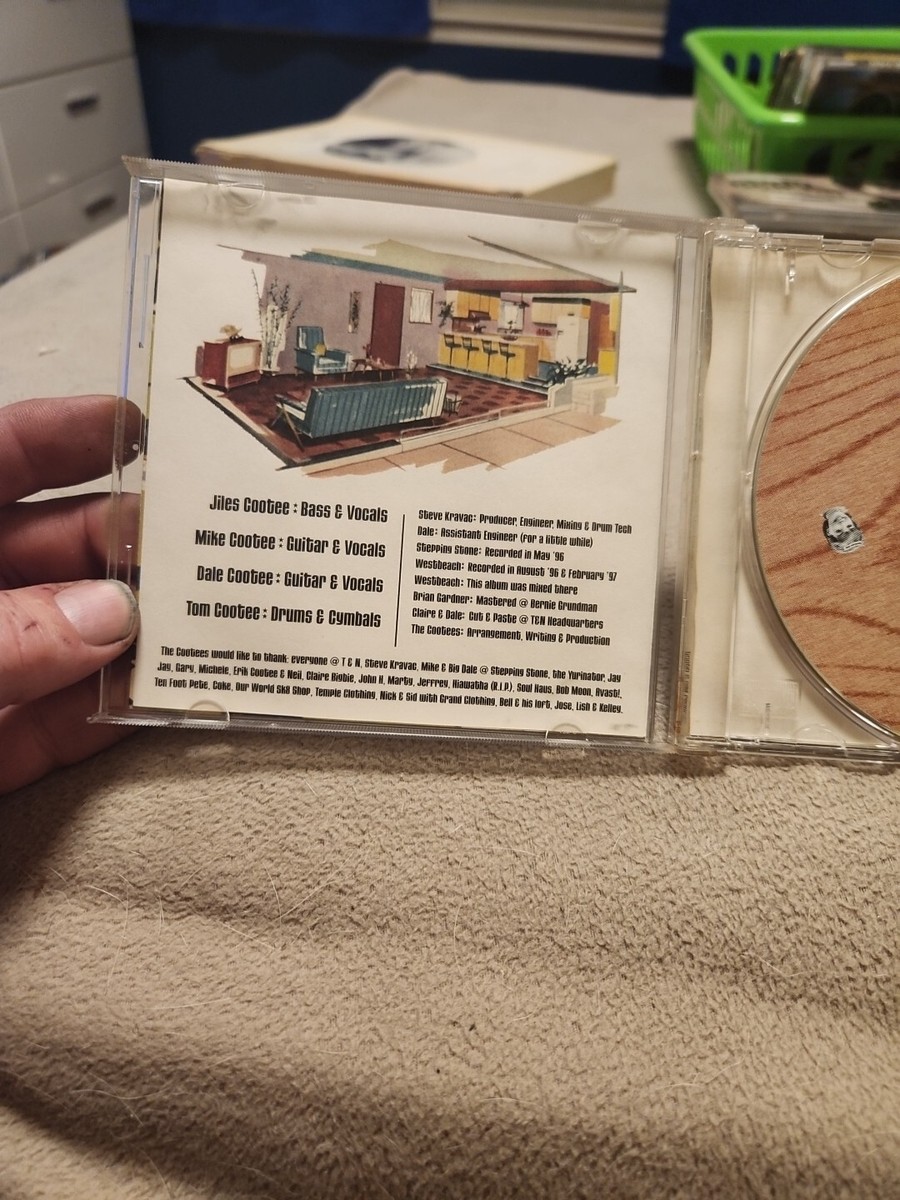 Jiles Cootee : Bass & Vocals
Mike Cootee : Guitar & Vocals
Dale Cootee : Guitar & Vocals
Tom Cootee : Drums & Cymbals
Steve Kravac: Producer, Engineer, Mixing & Drum Tech
Dale: Assistant Engineer (for a little while)
Stepping Stone: Recorded in May '96
Westbeach: Recorded in August '96 & February '97
Westbeach: This album was mixed there
Brian Gardner: Mastered @ Bernie Grundman
Claire & Dale: Cut & Paste @ T&N Headquarters
The Cootees: Arrangement, Writing & Production
The Cootees would like to thank: everyone @ T & N, Steve Kravac, Mike & Big Dale @ Stepping Stone, the Yurinator, Jay
Jay, Gary, Michele, Erik Cootee & Neil, Claire Bigbie, John H, Marty, Jeffrey, Hiawatha (R.I.P.), Soul Haus, Bob Moon, Avast!,
Ten Foot Pete, Coke, Our World Sk8 Shop, Temple Clothing, Nick & Sid with Grand Clothing, Bell & his fort, Jose, Lish & Kelley.